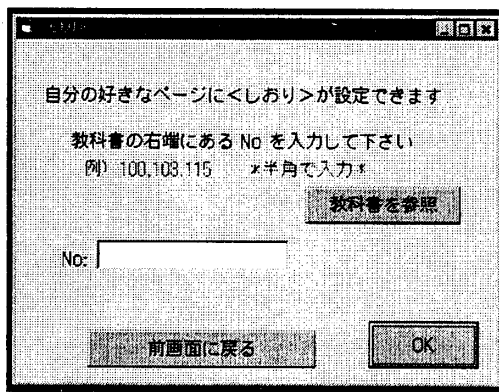 自分の好きなページに<しおり>が設定できます
教科書の右端にある No を入力して下さい
例) 100,103,115 *半角で入力*
教科書を参照
No:
前画面に戻る
OK